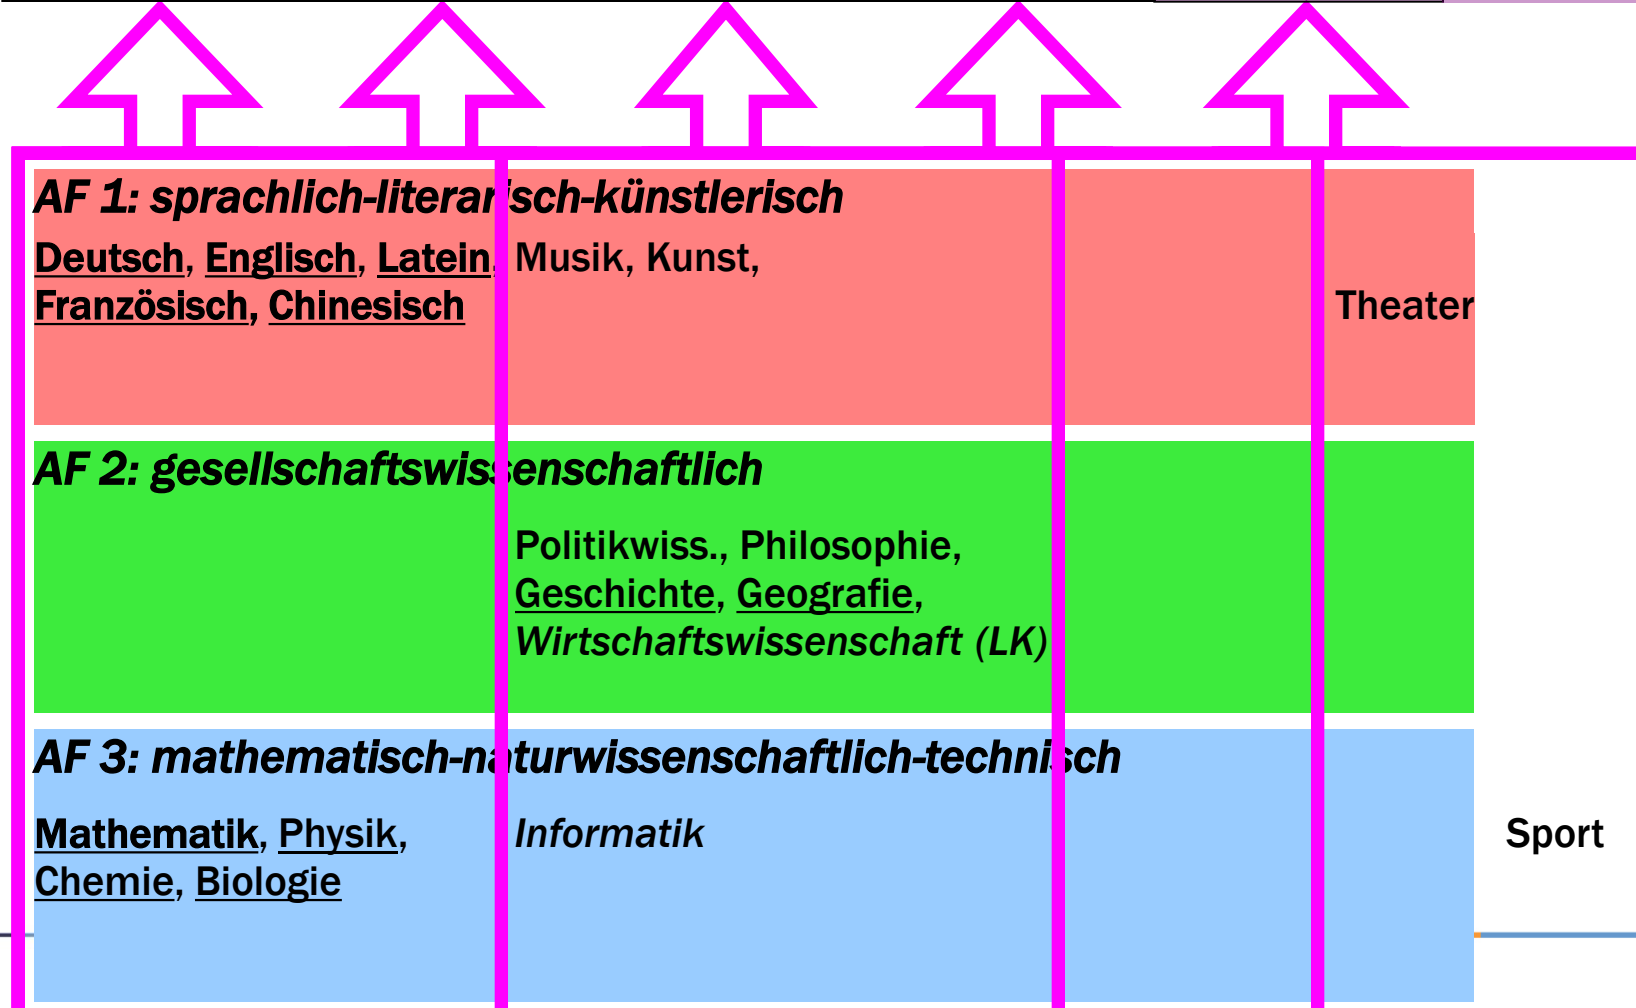 AF 1: sprachlich-literarisch-künstlerisch
Deutsch, Englisch, Latein, Musik, Kunst,
Französisch, Chinesisch Theater
AF 2: gesellschaftswissenschaftlich
Politikwiss., Philosophie,
Geschichte, Geografie,
Wirtschaftswissenschaft (LK)
AF 3: mathematisch-naturwissenschaftlich-technisch
Mathematik, Physik, Informatik Sport
Chemie, Biologie